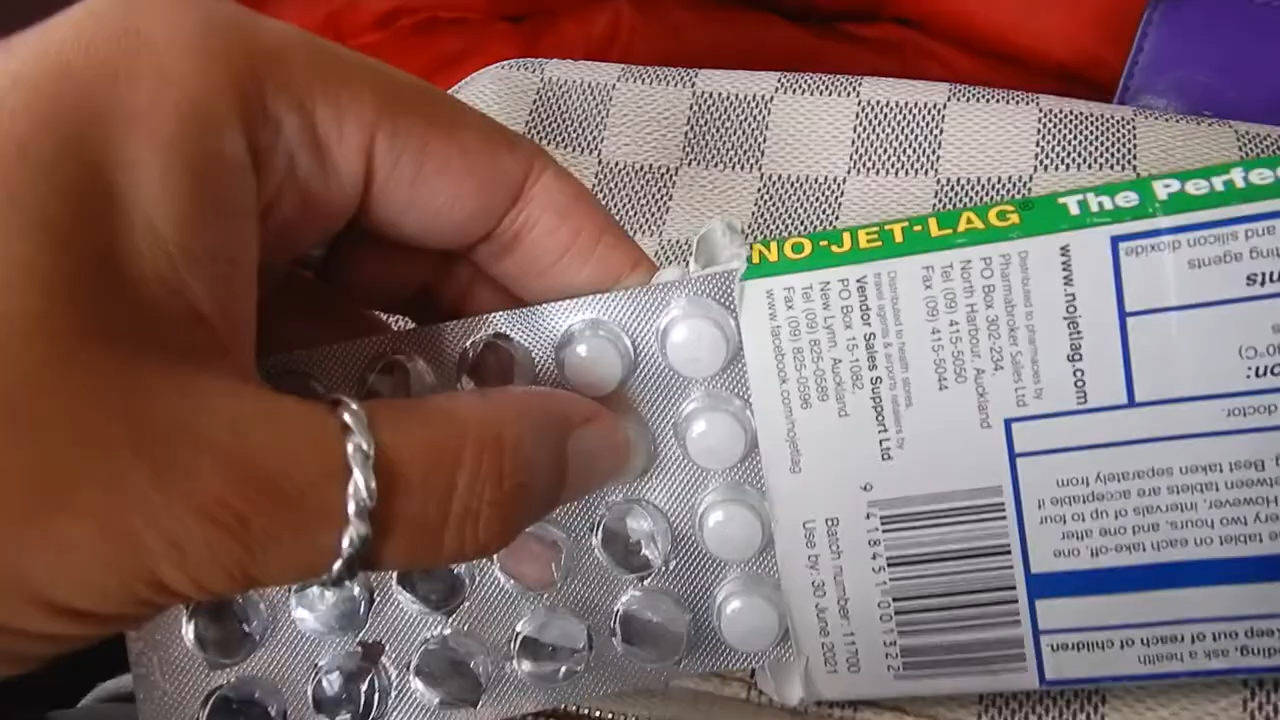 NO-JET-LAG® The Perfec
Distributed to health stores,
travel agents & airports retailers by
Vendor Sales Support Ltd
PO Box 15-1082,
New Lynn, Auckland
Tel (09) 825-0589
Fax (09) 825-0596
www.facebook.com/nojetlag
Distributed to pharmacies by
Pharmabroker Sales Ltd
PO Box 302-234,
North Harbour, Auckland
Tel (09) 415-5050
Fax (09) 415-5044
www.nojetlag.com
9 418451 001322
Batch number: 11700
Use by: 30 June 2021
eep out of reach of children.
ding, ask a health
e tablet on each take-off, one
ery two hours, and one after
However, intervals of up to four
etween tablets are acceptable if
g. Best taken separately from
doctor.
on:
0°C)
nts
ting agents
and silicon dioxide.